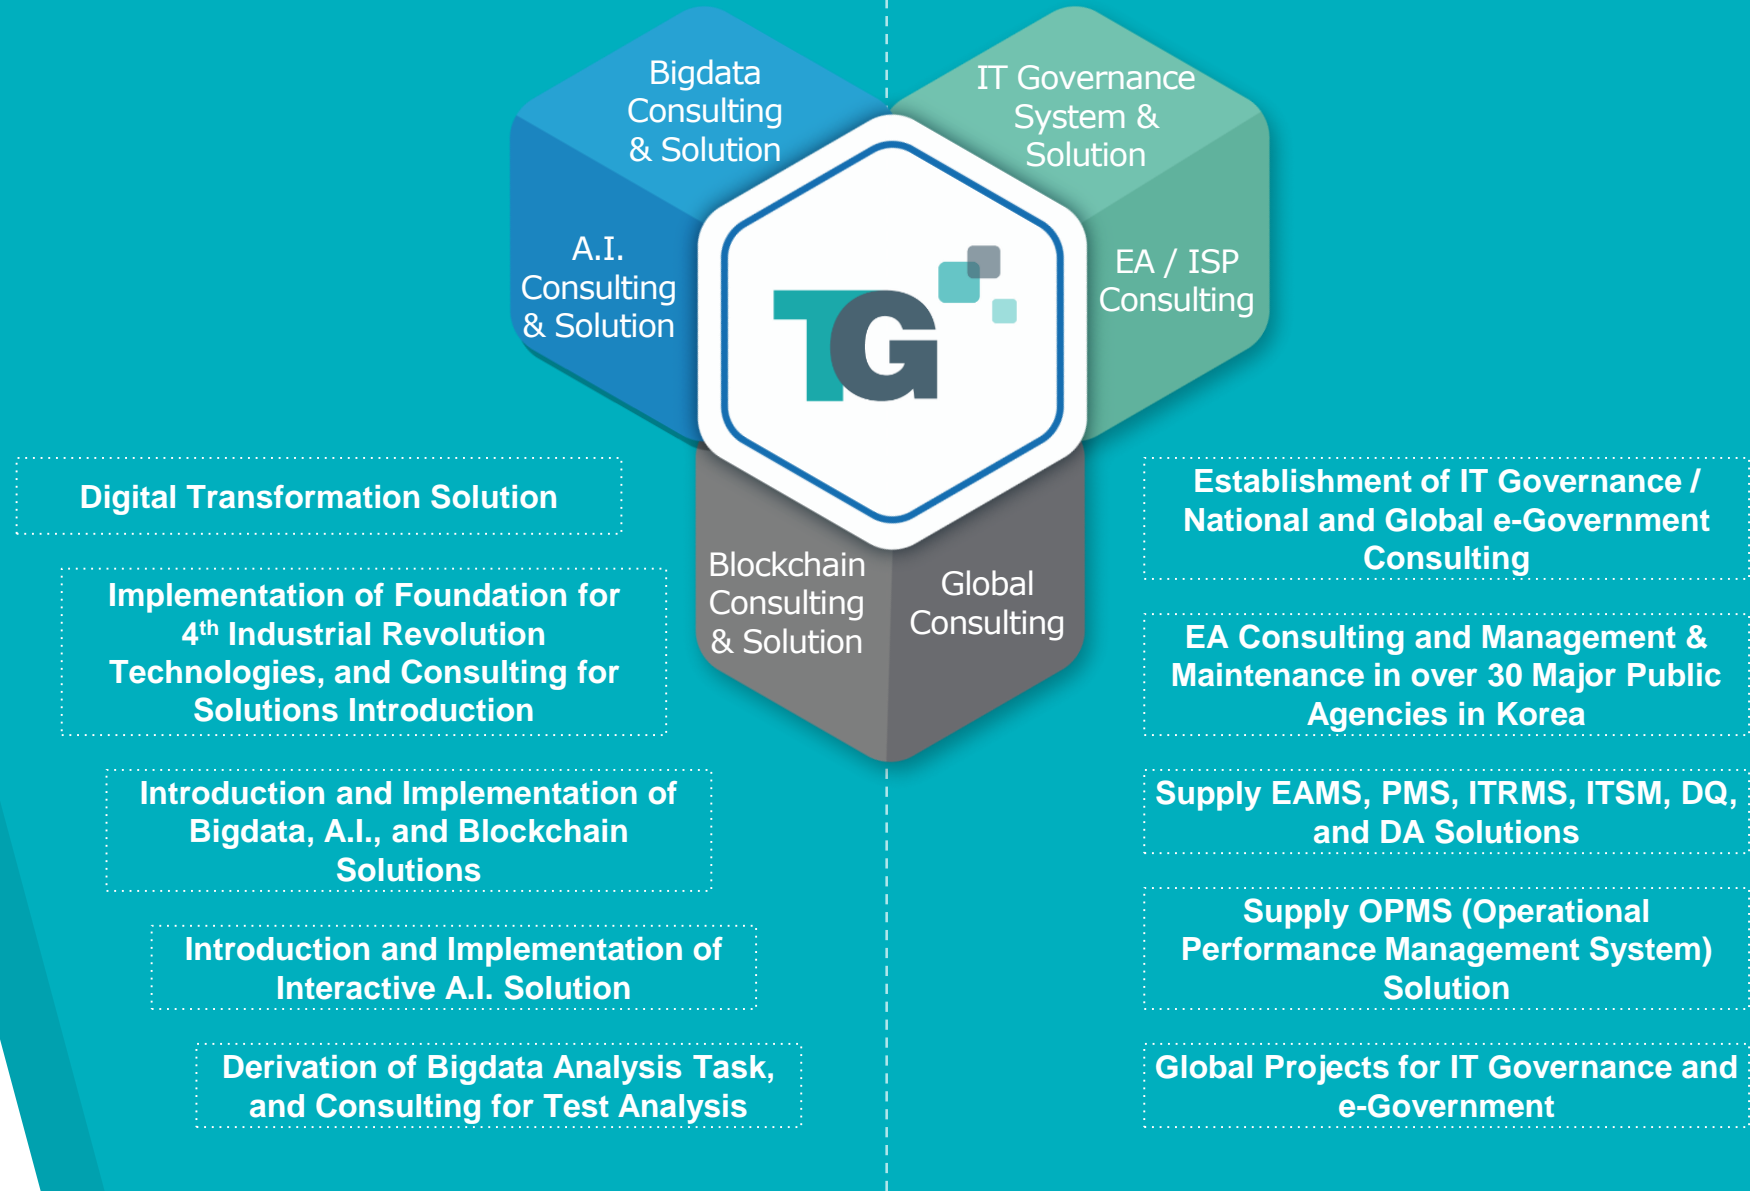 Bigdata
Consulting
& Solution
A.I.
Consulting
& Solution
IT Governance
System &
Solution
EA / ISP
Consulting
TG
Blockchain
Consulting
& Solution
Global
Consulting
Digital Transformation Solution
Implementation of Foundation for
4th Industrial Revolution
Technologies, and Consulting for
Solutions Introduction
Introduction and Implementation of
Bigdata, A.I., and Blockchain
Solutions
Introduction and Implementation of
Interactive A.I. Solution
Derivation of Bigdata Analysis Task,
and Consulting for Test Analysis
Establishment of IT Governance /
National and Global e-Government
Consulting
EA Consulting and Management &
Maintenance in over 30 Major Public
Agencies in Korea
Supply EAMS, PMS, ITRMS, ITSM, DQ,
and DA Solutions
Supply OPMS (Operational
Performance Management System)
Solution
Global Projects for IT Governance and
e-Government